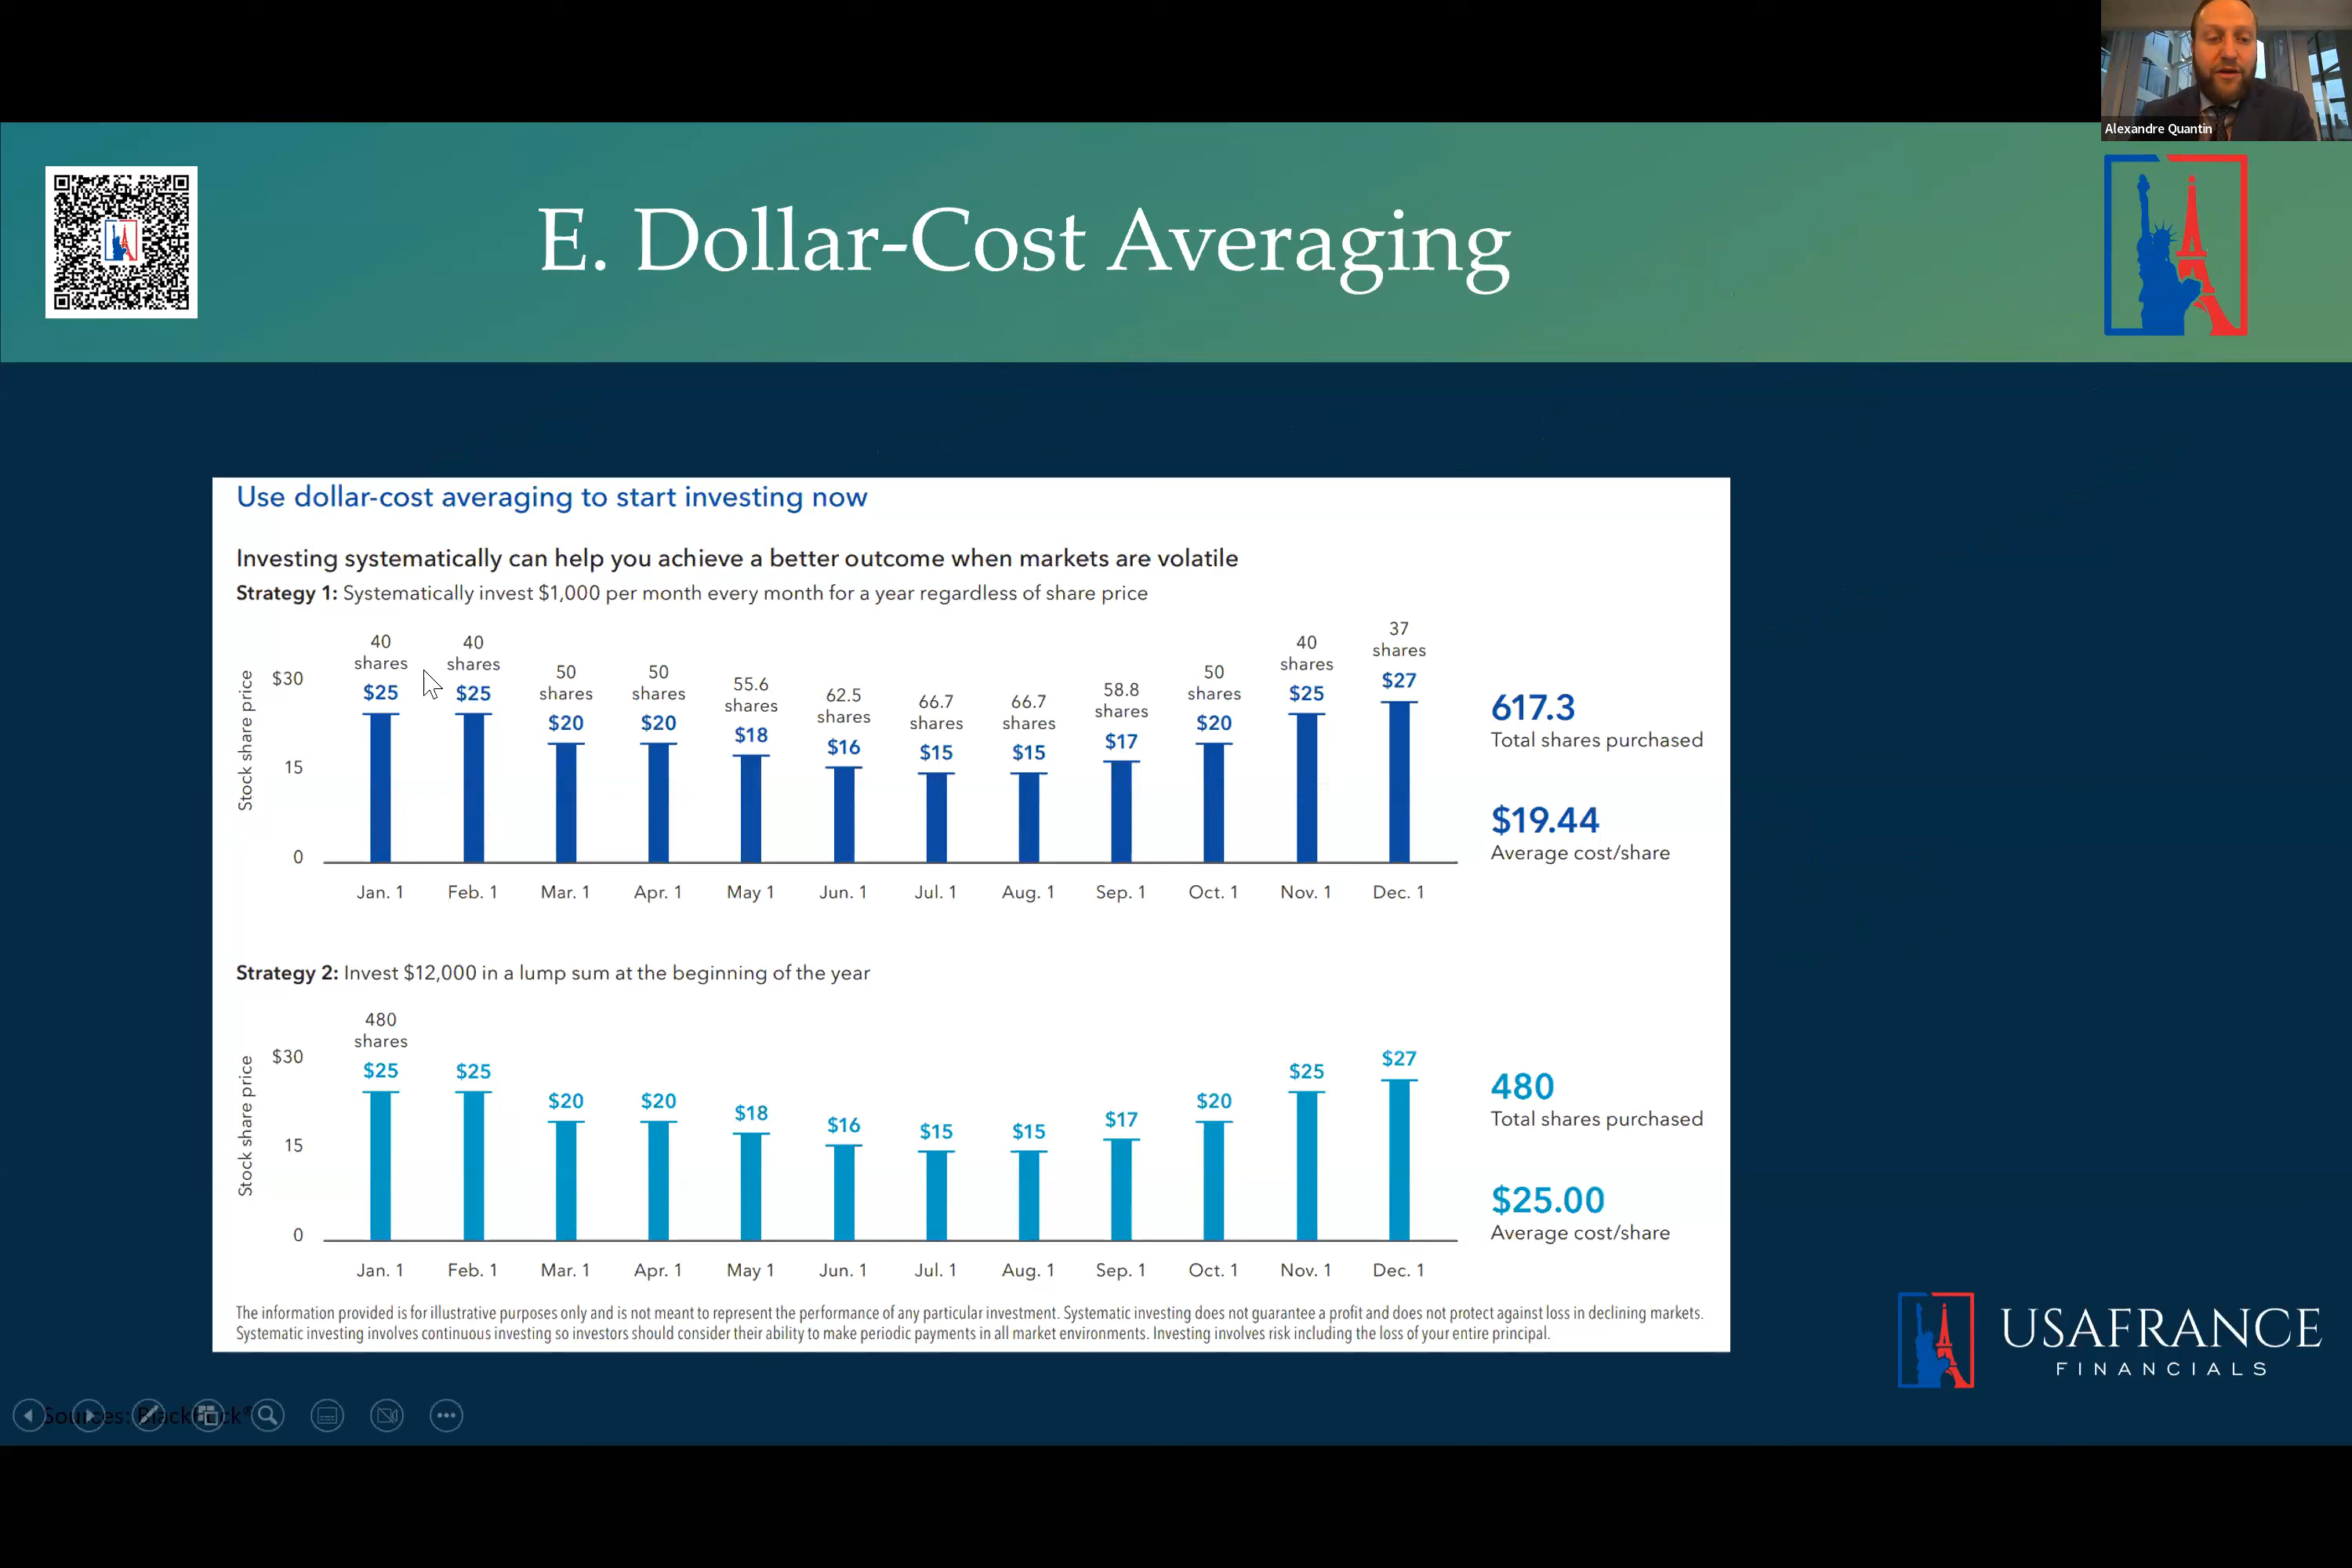 Alexandre Quantin
E. Dollar-Cost Averaging
Use dollar-cost averaging to start investing now
Investing systematically can help you achieve a better outcome when markets are volatile
Strategy 1: Systematically invest $1,000 per month every month for a year regardless of share price
Stock share price
$30
15
0
40 shares
$25
40 shares
$25
50 shares
$20
50 shares
$20
55.6 shares
$18
62.5 shares
$16
66.7 shares
$15
66.7 shares
$15
58.8 shares
$17
50 shares
$20
40 shares
$25
37 shares
$27
Jan. 1 Feb. 1 Mar. 1 Apr. 1 May 1 Jun. 1 Jul. 1 Aug. 1 Sep. 1 Oct. 1 Nov. 1 Dec. 1
617.3
Total shares purchased
$19.44
Average cost/share
Strategy 2: Invest $12,000 in a lump sum at the beginning of the year
Stock share price
$30
15
0
480 shares
$25 $25 $20 $20 $18 $16 $15 $15 $17 $20 $25 $27
Jan. 1 Feb. 1 Mar. 1 Apr. 1 May 1 Jun. 1 Jul. 1 Aug. 1 Sep. 1 Oct. 1 Nov. 1 Dec. 1
480
Total shares purchased
$25.00
Average cost/share
The information provided is for illustrative purposes only and is not meant to represent the performance of any particular investment. Systematic investing does not guarantee a profit and does not protect against loss in declining markets.
Systematic investing involves continuous investing so investors should consider their ability to make periodic payments in all market environments. Investing involves risk including the loss of your entire principal.
USAFRANCE
FINANCIALS
Sources: